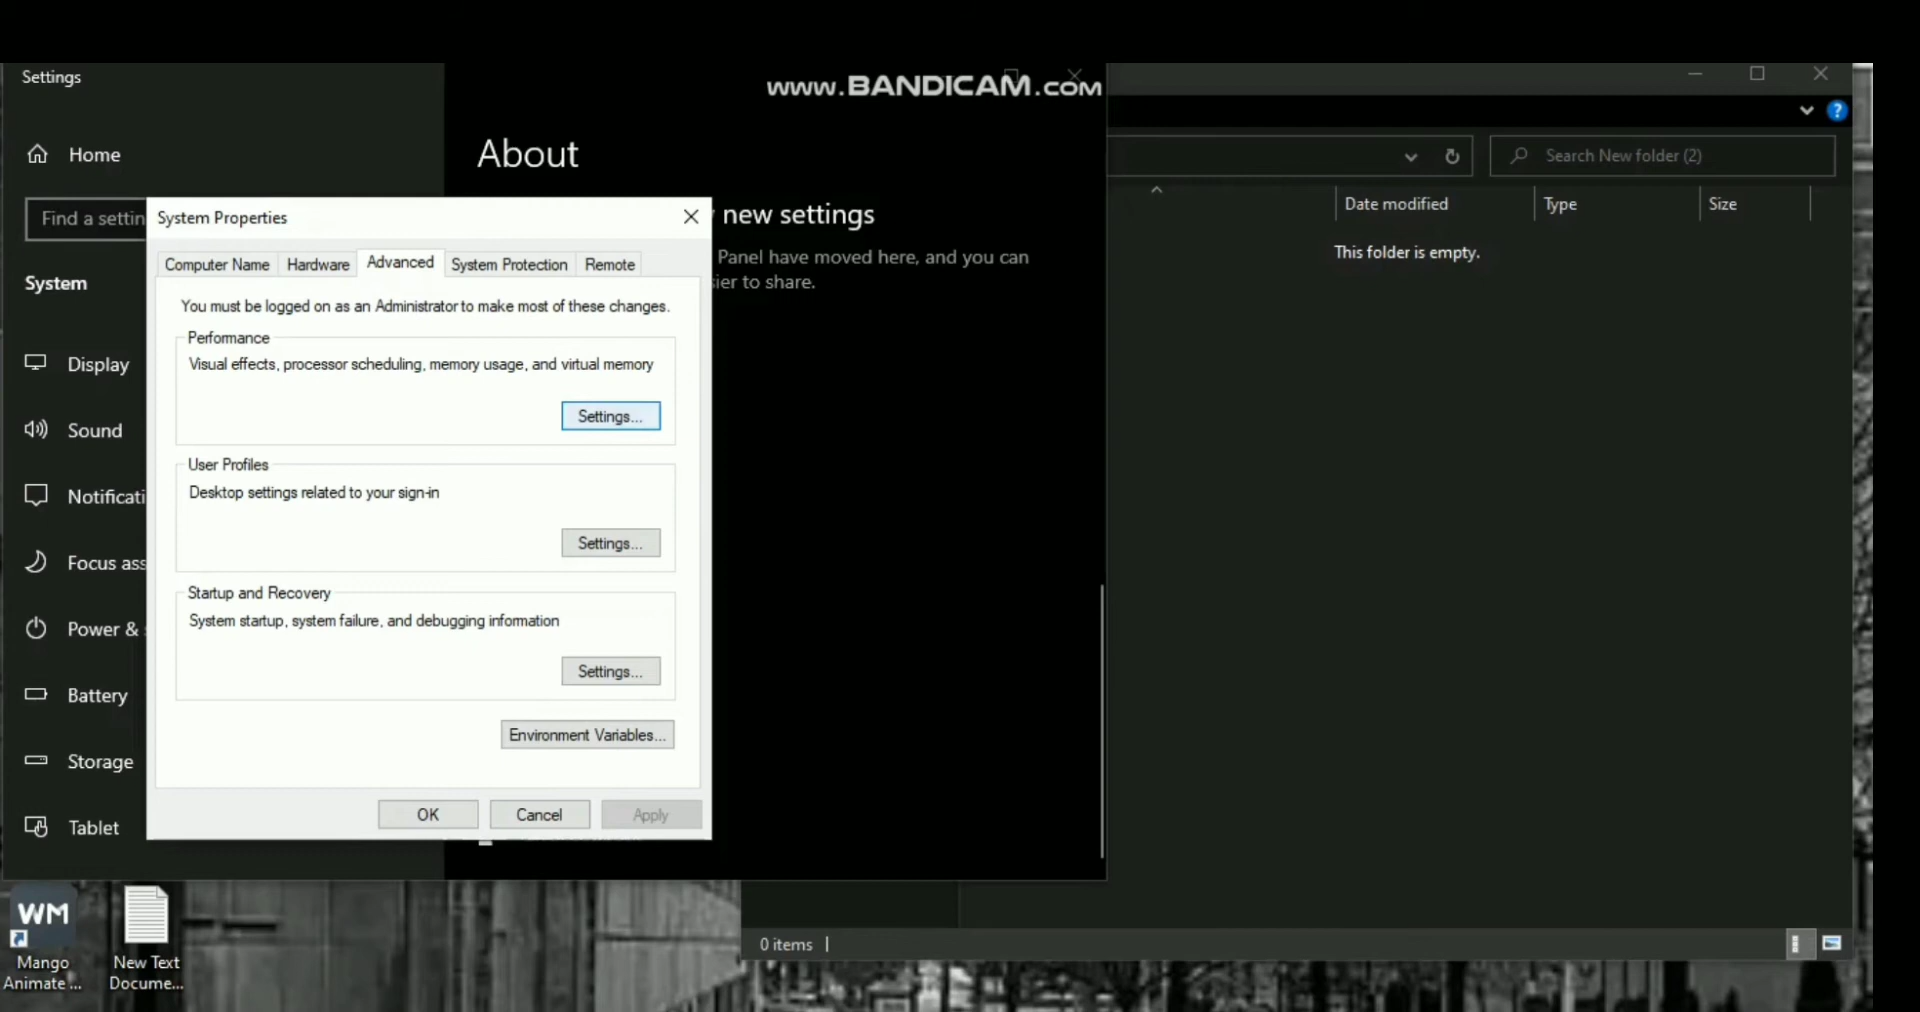 Settings
www.BANDICAM.COM
Home
About
Find a settin
new settings
Panel have moved here, and you can
ier to share.
System
Display
Sound
Notificati
Focus ass
Power &
Battery
Storage
Tablet
System Properties
Computer Name
Hardware
Advanced
System Protection
Remote
You must be logged on as an Administrator to make most of these changes.
Performance
Visual effects, processor scheduling, memory usage, and virtual memory
Settings...
User Profiles
Desktop settings related to your sign-in
Settings...
Startup and Recovery
System startup, system failure, and debugging information
Settings...
Environment Variables...
OK
Cancel
Apply
?
Search New folder (2)
Date modified
Type
Size
This folder is empty.
0 items
WM
Mango
Animate ...
New Text
Docume...